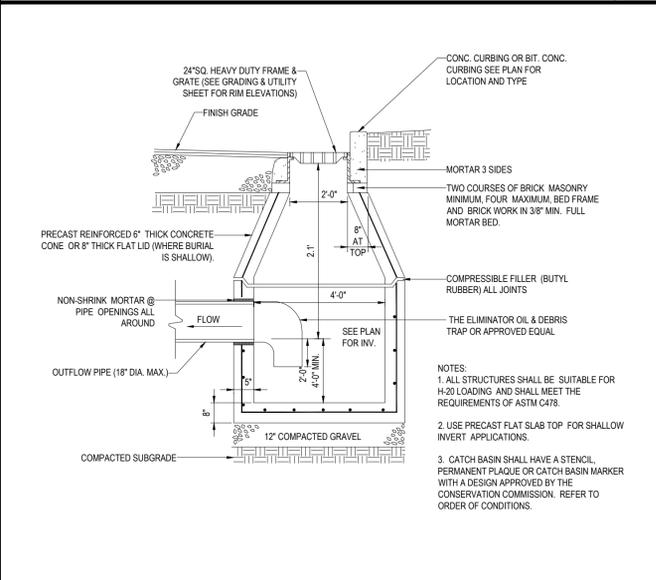 24"SQ. HEAVY DUTY FRAME &
GRATE (SEE GRADING & UTILITY
SHEET FOR RIM ELEVATIONS)
FINISH GRADE
CONC. CURBING OR BIT. CONC.
CURBING SEE PLAN FOR
LOCATION AND TYPE
MORTAR 3 SIDES
TWO COURSES OF BRICK MASONRY
MINIMUM, FOUR MAXIMUM, BED FRAME
AND BRICK WORK IN 3/8" MIN. FULL
MORTAR BED.
2'-0"
8"
AT
TOP
2.1'
PRECAST REINFORCED 6" THICK CONCRETE
CONE OR 8" THICK FLAT LID (WHERE BURIAL
IS SHALLOW).
COMPRESSIBLE FILLER (BUTYL
RUBBER) ALL JOINTS
NON-SHRINK MORTAR @
PIPE OPENINGS ALL
AROUND
4'-0"
FLOW
SEE PLAN
FOR INV.
THE ELIMINATOR OIL & DEBRIS
TRAP OR APPROVED EQUAL
OUTFLOW PIPE (18" DIA. MAX.)
2'-0"
4'-0" MIN.
5"
8"
12" COMPACTED GRAVEL
COMPACTED SUBGRADE
NOTES:
1. ALL STRUCTURES SHALL BE SUITABLE FOR
H-20 LOADING AND SHALL MEET THE
REQUIREMENTS OF ASTM C478.
2. USE PRECAST FLAT SLAB TOP FOR SHALLOW
INVERT APPLICATIONS.
3. CATCH BASIN SHALL HAVE A STENCIL,
PERMANENT PLAQUE OR CATCH BASIN MARKER
WITH A DESIGN APPROVED BY THE
CONSERVATION COMMISSION. REFER TO
ORDER OF CONDITIONS.